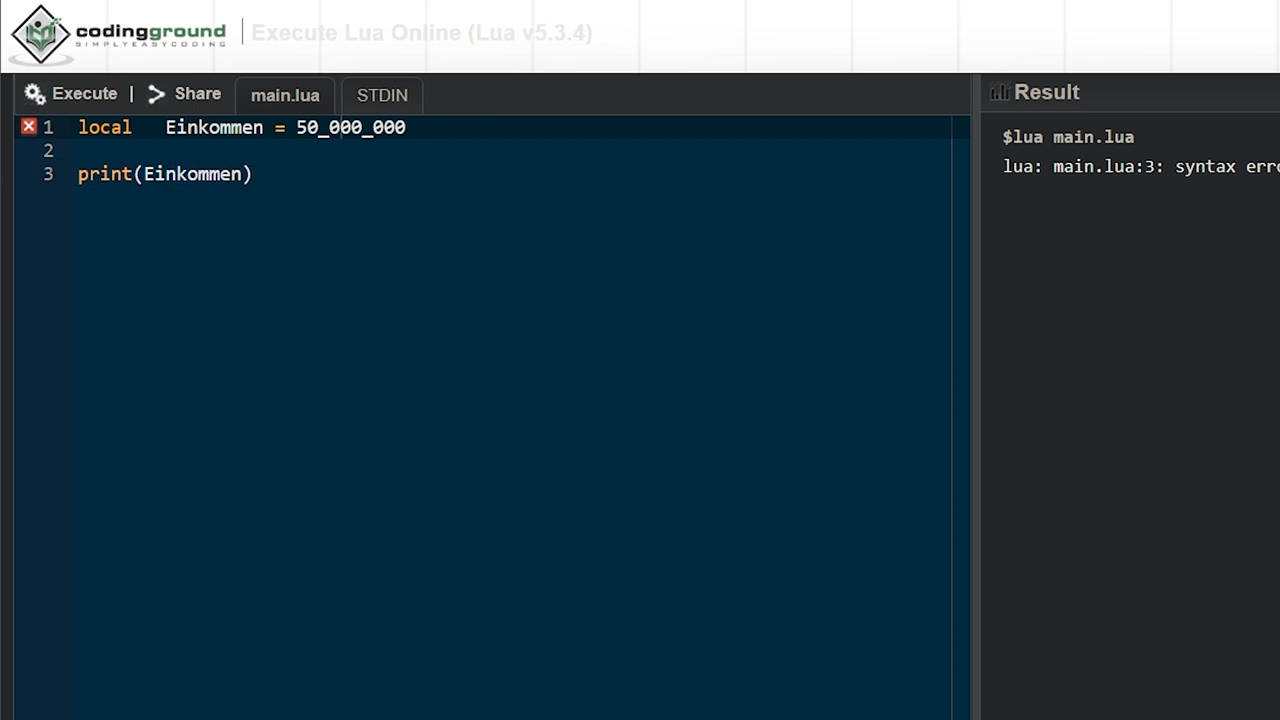 codingground
SIMPLYEASYCODING
Execute Lua Online (Lua v5.3.4)
Execute | Share main.lua STDIN
Result
1 local   Einkommen = 50_000_000
2
3 print(Einkommen)
$lua main.lua
lua: main.lua:3: syntax erro